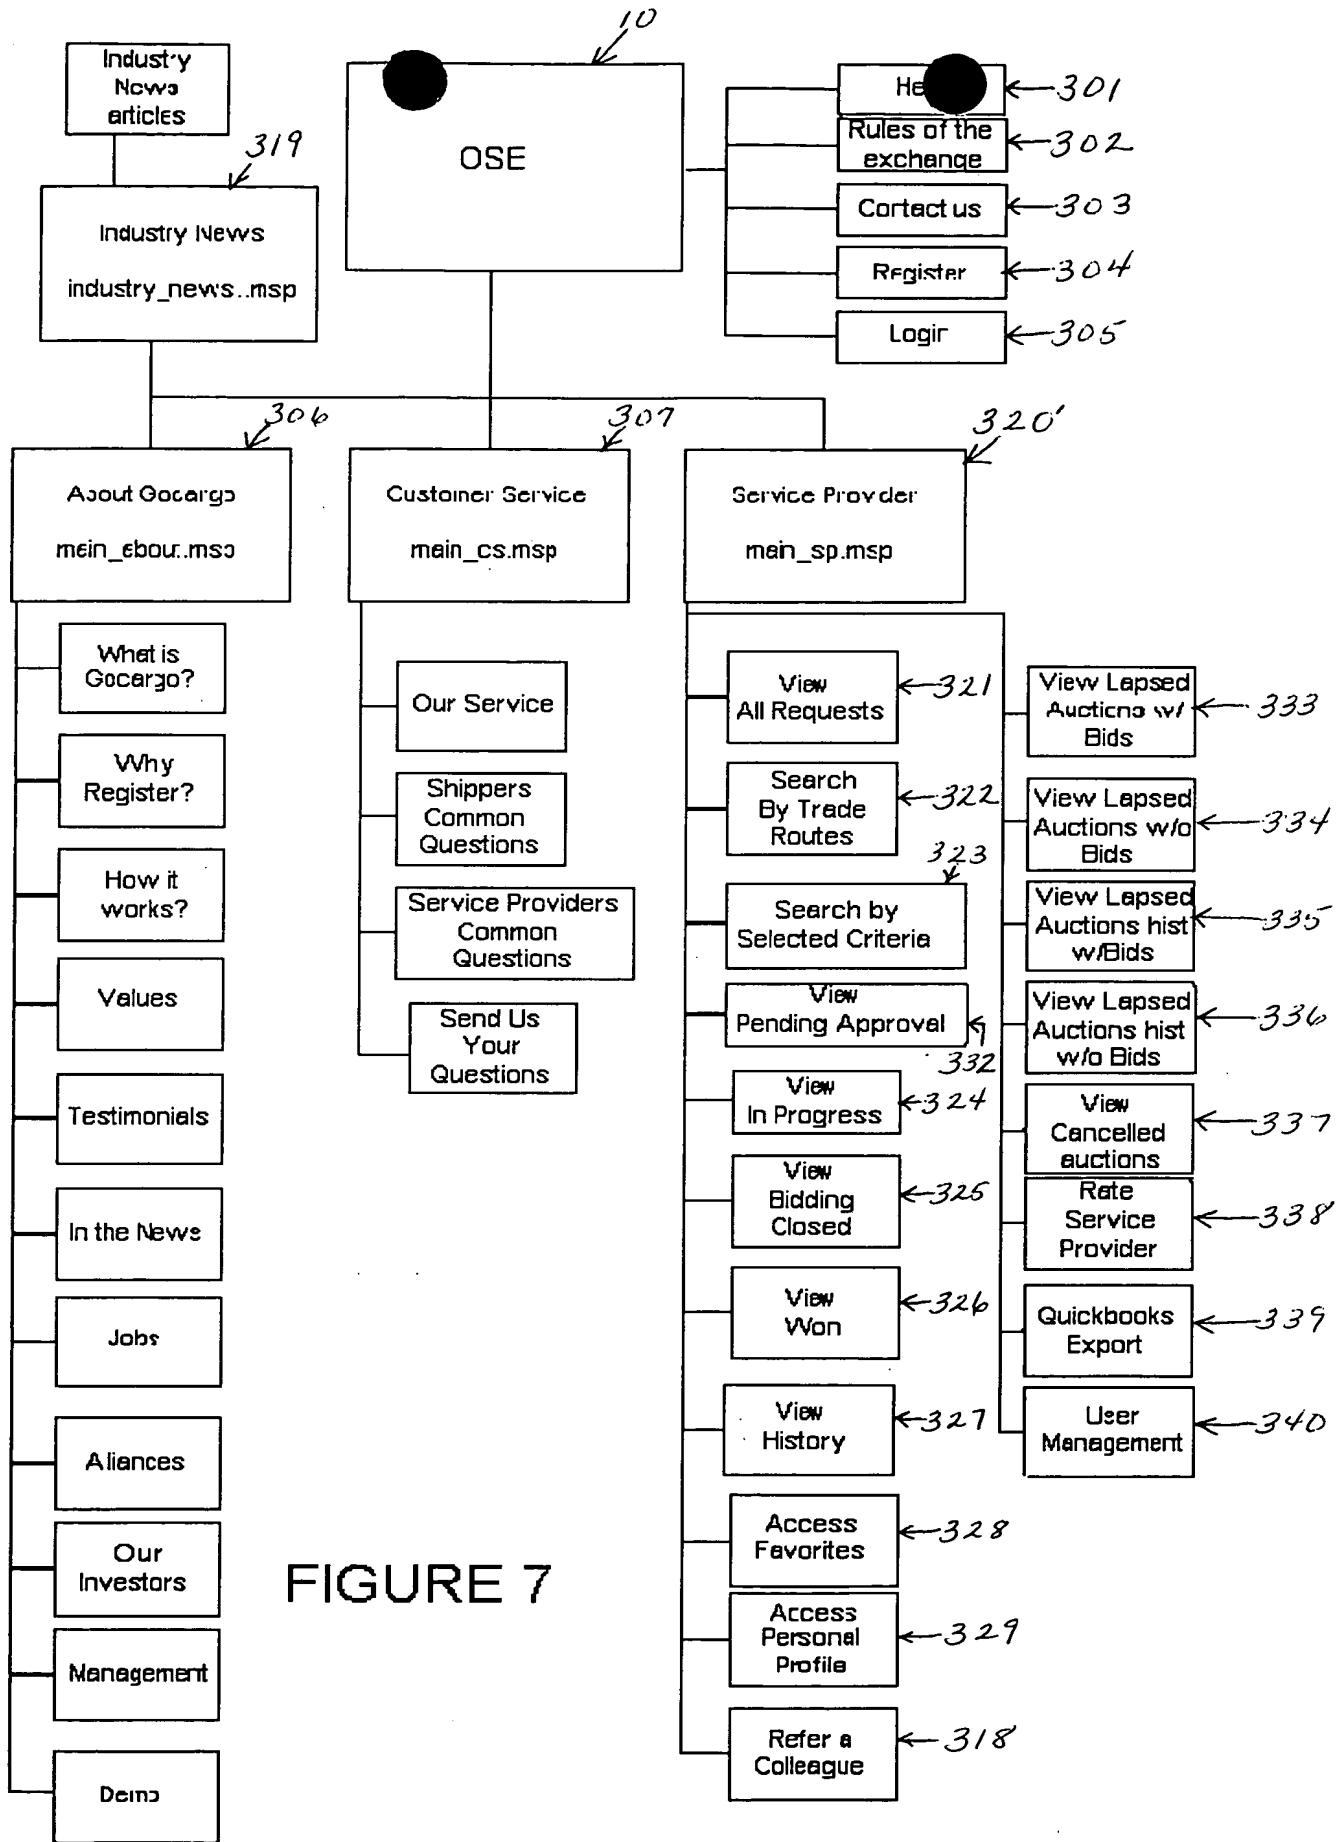 10
Industry
News
articles
319
Industry News
industry_news..msp
OSE
301
Rules of the
exchange
302
Contact us
303
Register
304
Login
305
306
About Gocargo
main_about.msp
307
Customer Service
main_cs.msp
320'
Service Provider
main_sp.msp
What is
Gocargo?
Why
Register?
How it
works?
Values
Testimonials
In the News
Jobs
Aliances
Our
Investors
Management
Demo
Our Service
Shippers
Common
Questions
Service Providers
Common
Questions
Send Us
Your
Questions
View
All Requests
321
Search
By Trade
Routes
322
323
Search by
Selected Criteria
View
Pending Approval
332
View
In Progress
324
View
Bidding
Closed
325
View
Won
326
View
History
327
Access
Favorites
328
Access
Personal
Profile
329
Refer a
Colleague
318
View Lapsed
Auctions w/
Bids
333
View Lapsed
Auctions w/o
Bids
334
View Lapsed
Auctions hist
w/Bids
335
View Lapsed
Auctions hist
w/o Bids
336
View
Cancelled
auctions
337
Rate
Service
Provider
338
Quickbooks
Export
339
User
Management
340
FIGURE 7